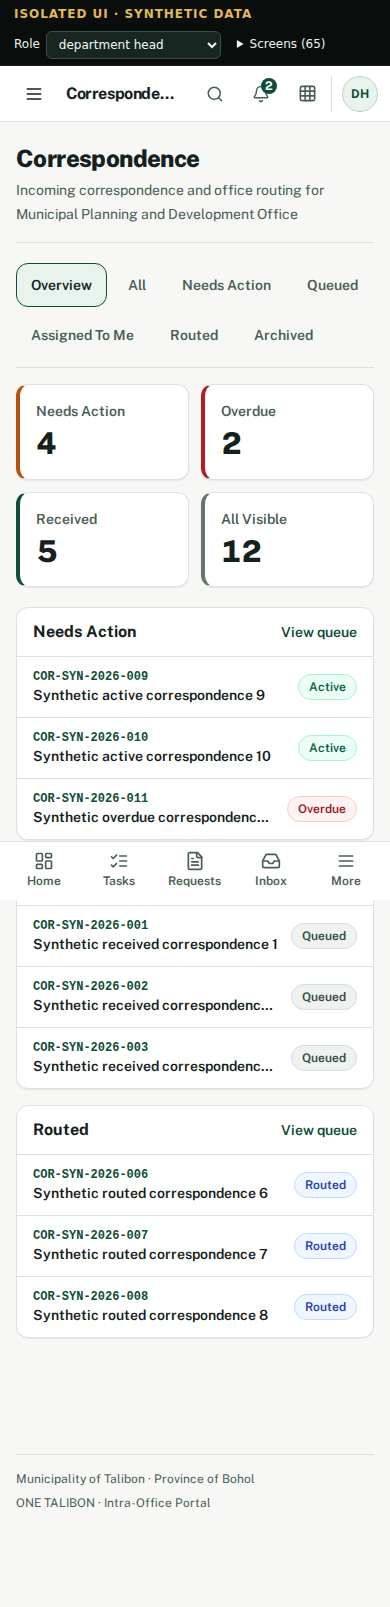 ISOLATED UI · SYNTHETIC DATA
Role department head ▶ Screens (65)
Corresponde... 2 DH
Correspondence
Incoming correspondence and office routing for
Municipal Planning and Development Office
Overview All Needs Action Queued
Assigned To Me Routed Archived
Needs Action Overdue
4 2
Received All Visible
5 12
Needs Action View queue
COR-SYN-2026-009
Synthetic active correspondence 9 Active
COR-SYN-2026-010
Synthetic active correspondence 10 Active
COR-SYN-2026-011
Synthetic overdue correspondenc... Overdue
Home Tasks Requests Inbox More
COR-SYN-2026-001
Synthetic received correspondence 1 Queued
COR-SYN-2026-002
Synthetic received correspondenc... Queued
COR-SYN-2026-003
Synthetic received correspondenc... Queued
Routed View queue
COR-SYN-2026-006
Synthetic routed correspondence 6 Routed
COR-SYN-2026-007
Synthetic routed correspondence 7 Routed
COR-SYN-2026-008
Synthetic routed correspondence 8 Routed
Municipality of Talibon · Province of Bohol
ONE TALIBON · Intra-Office Portal